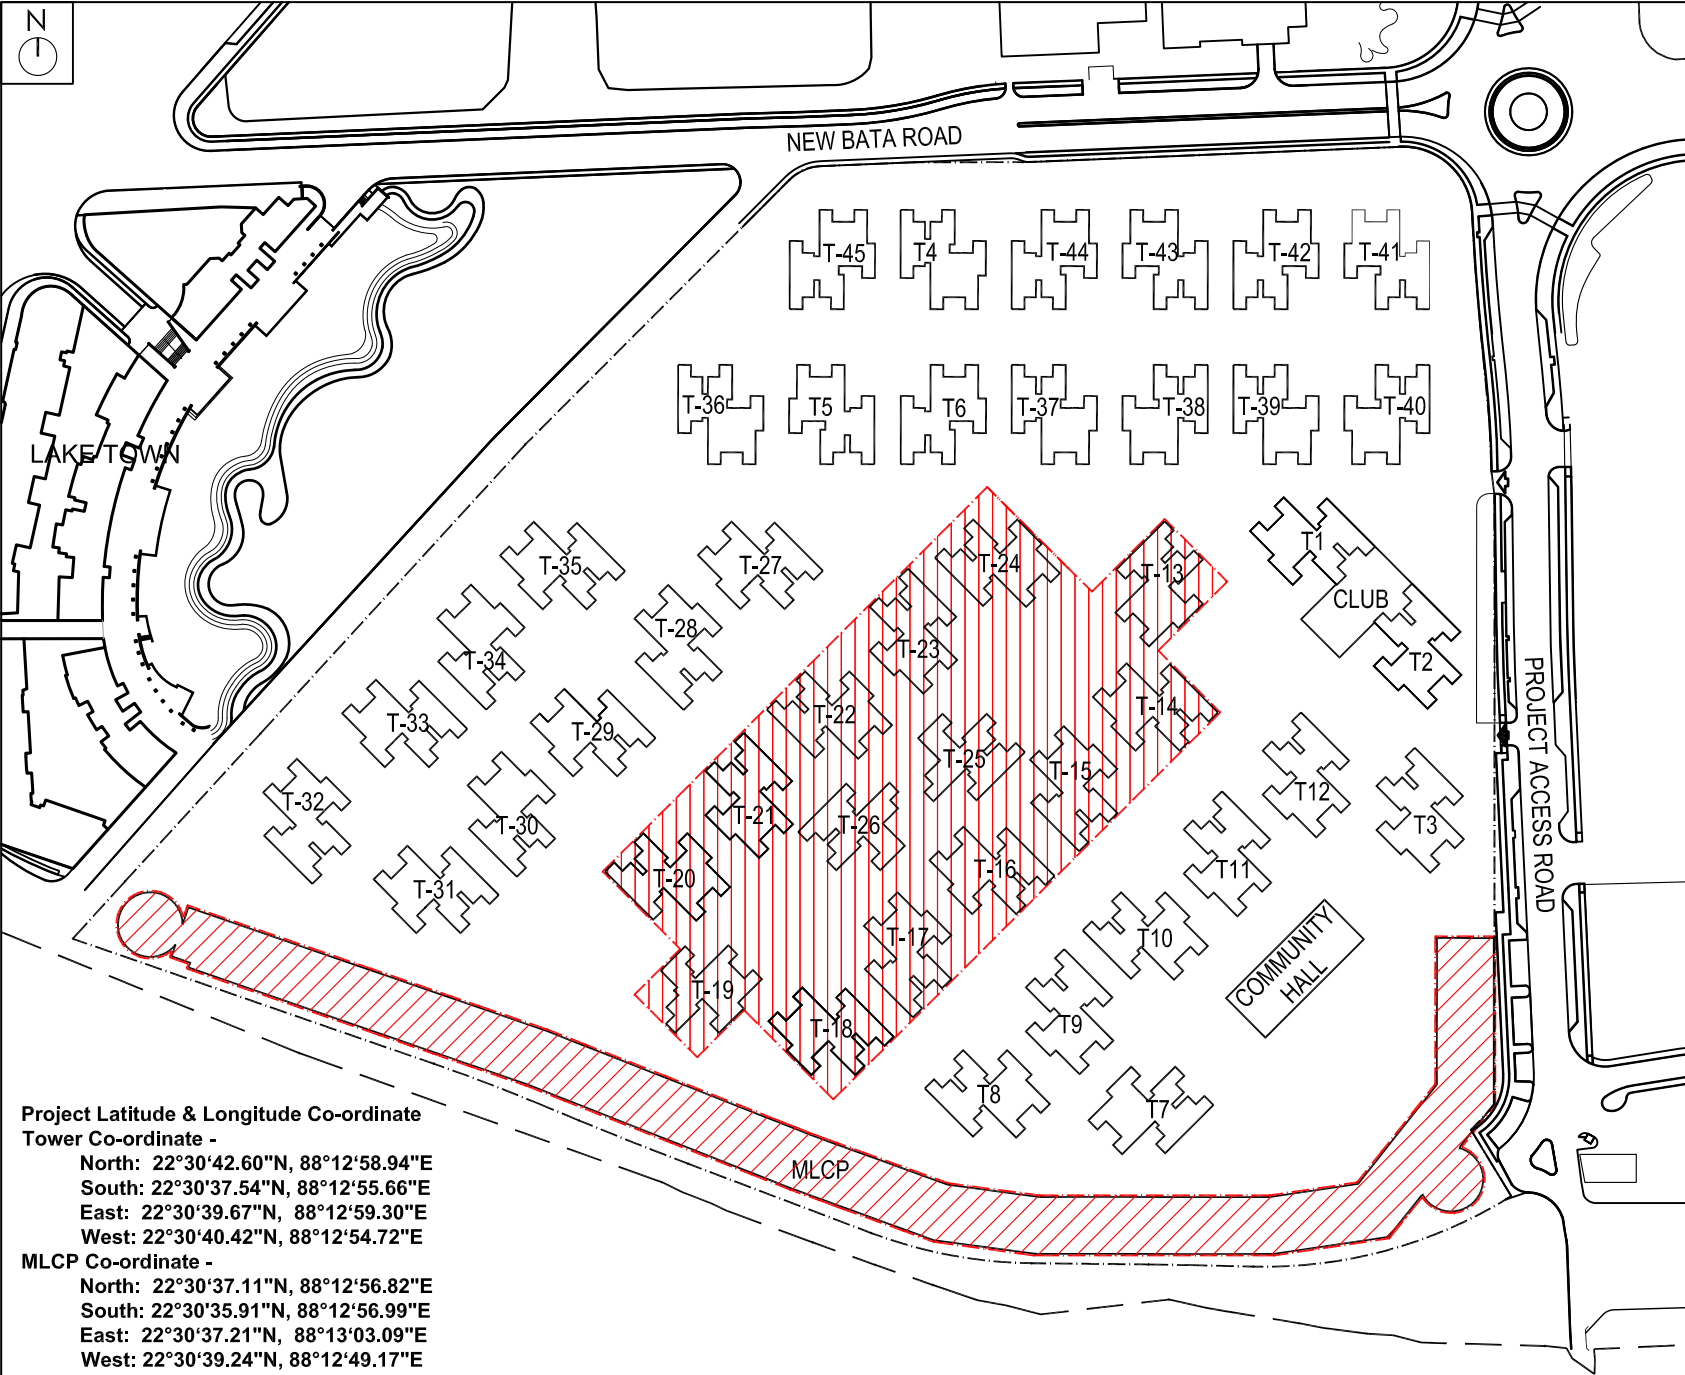 N
NEW BATA ROAD
T-45
T4
T-44
T-43
T-42
T-41
T-36
T5
T6
T-37
T-38
T-39
T-40
LAKE TOWN
T-35
T-27
T-24
T-13
T1
CLUB
T-34
T-28
T-23
T2
T-33
T-29
T-22
T-14
PROJECT ACCESS ROAD
T-25
T-15
T-32
T-30
T-21
T-26
T12
T3
T-31
T-20
T-16
T11
T-17
T10
COMMUNITY
HALL
T-19
T-18
T9
T8
T7
MLCP
Project Latitude & Longitude Co-ordinate
Tower Co-ordinate -
North: 22°30‘42.60"N, 88°12‘58.94"E
South: 22°30‘37.54"N, 88°12‘55.66"E
East: 22°30‘39.67"N, 88°12‘59.30"E
West: 22°30‘40.42"N, 88°12‘54.72"E
MLCP Co-ordinate -
North: 22°30‘37.11"N, 88°12‘56.82"E
South: 22°30'35.91"N, 88°12‘56.99"E
East: 22°30‘37.21"N, 88°13‘03.09"E
West: 22°30‘39.24"N, 88°12‘49.17"E